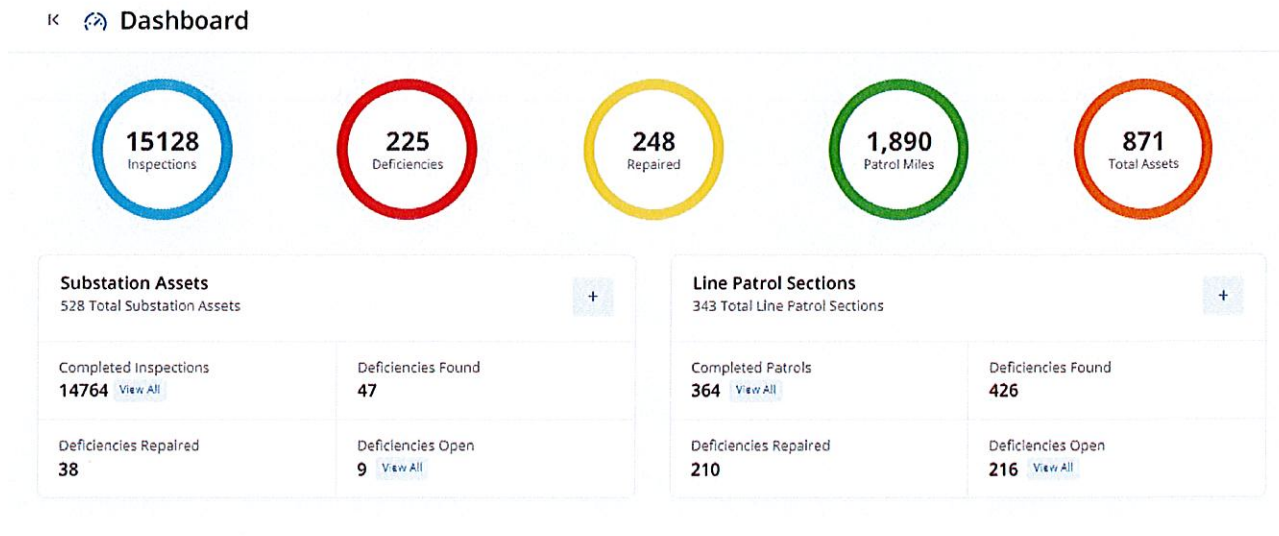 Dashboard
15128
Inspections
225
Deficiencies
248
Repaired
1,890
Patrol Miles
871
Total Assets
Substation Assets
528 Total Substation Assets
+
Completed Inspections
14764 View All
Deficiencies Found
47
Deficiencies Repaired
38
Deficiencies Open
9 View All
Line Patrol Sections
343 Total Line Patrol Sections
+
Completed Patrols
364 View All
Deficiencies Found
426
Deficiencies Repaired
210
Deficiencies Open
216 View All